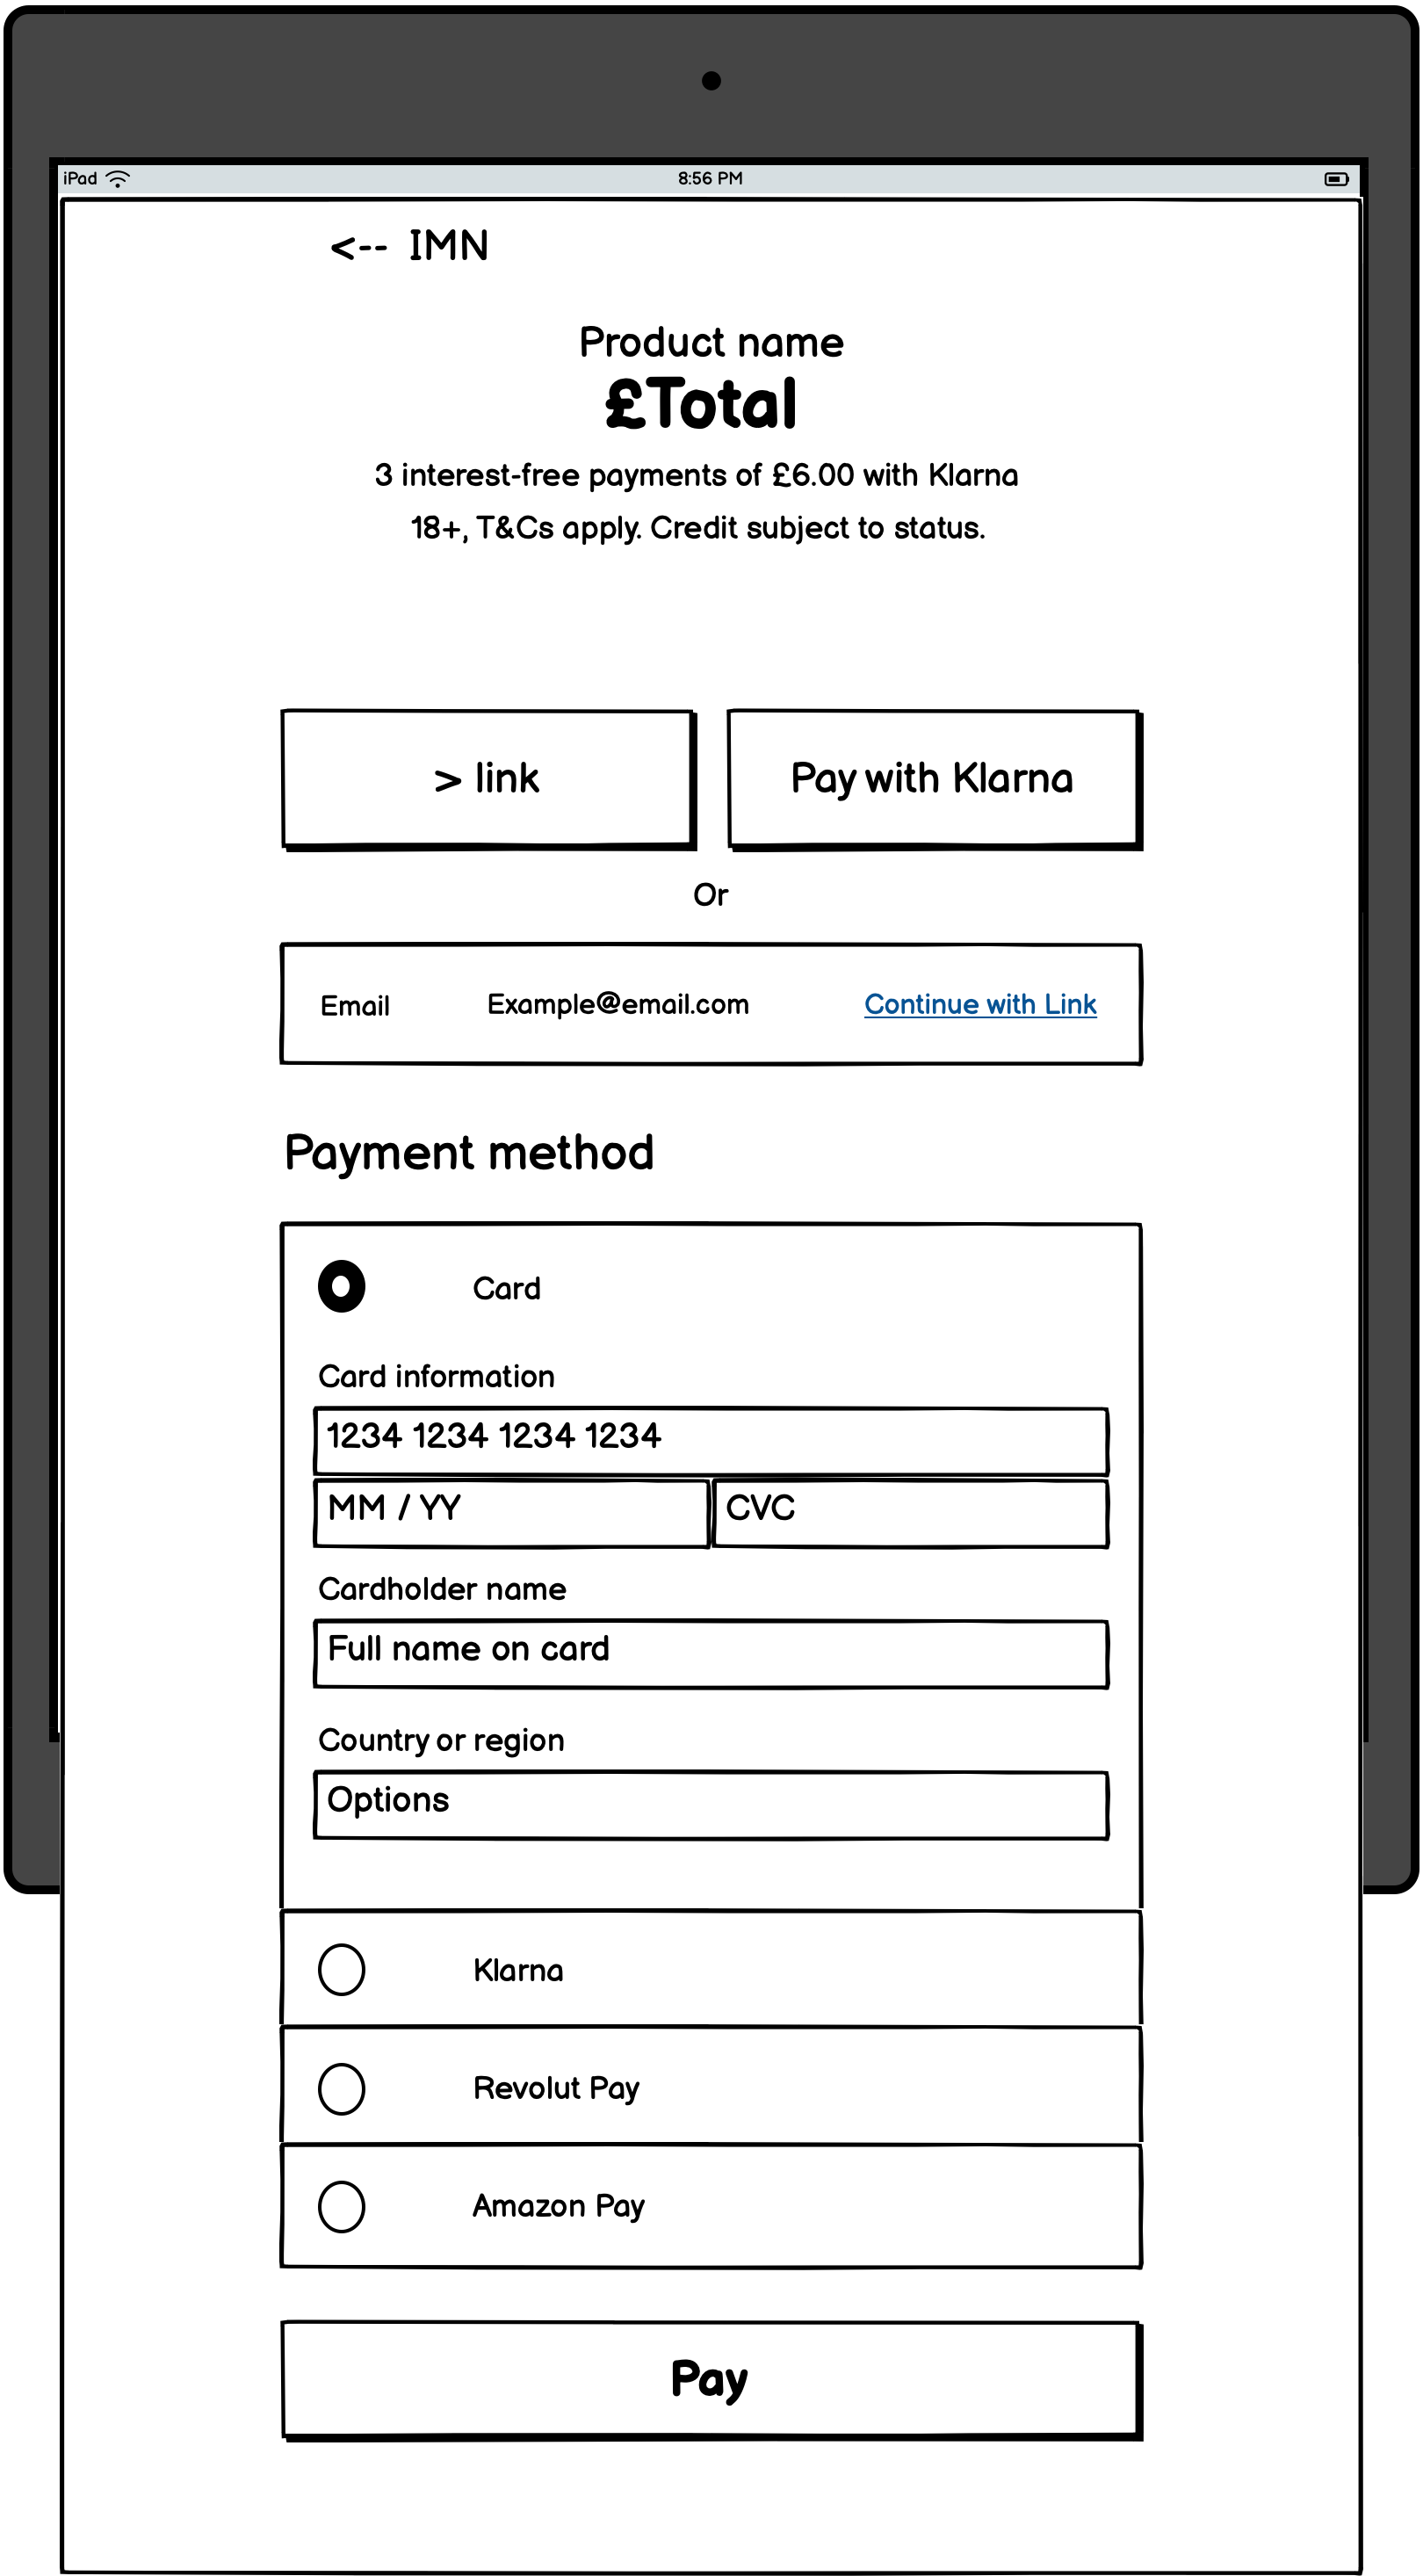 iPad 8:56 PM
<-- IMN
Product name
£Total
3 interest-free payments of £6.00 with Klarna
18+, T&Cs apply. Credit subject to status.
> link Pay with Klarna
Or
Email Example@email.com Continue with Link
Payment method
Card
Card information
1234 1234 1234 1234
MM / YY CVC
Cardholder name
Full name on card
Country or region
Options
Klarna
Revolut Pay
Amazon Pay
Pay